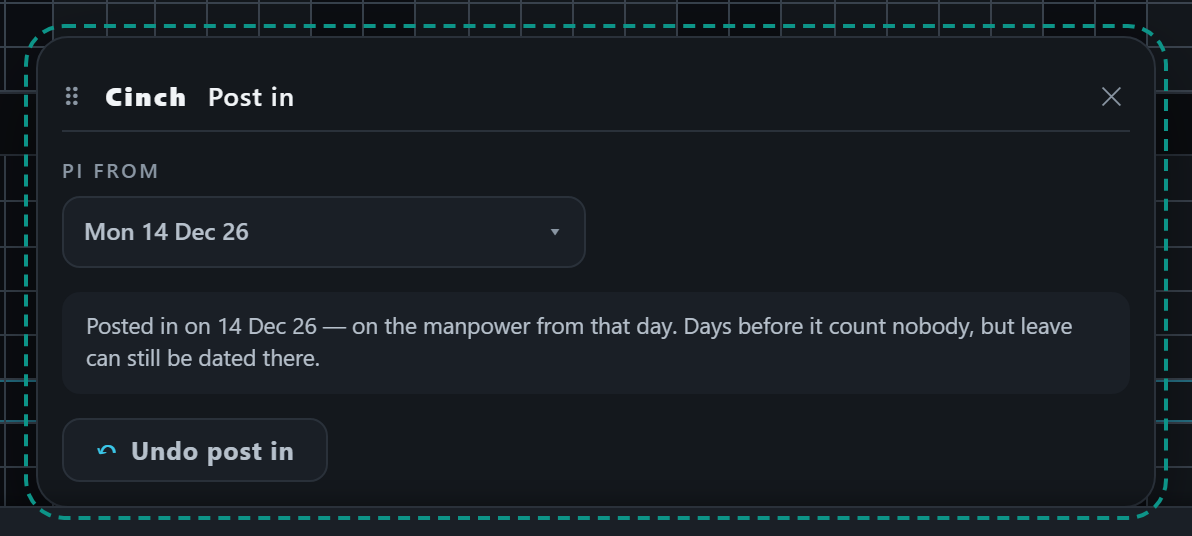 Cinch Post in
PI FROM
Mon 14 Dec 26
Posted in on 14 Dec 26 — on the manpower from that day. Days before it count nobody, but leave
can still be dated there.
Undo post in